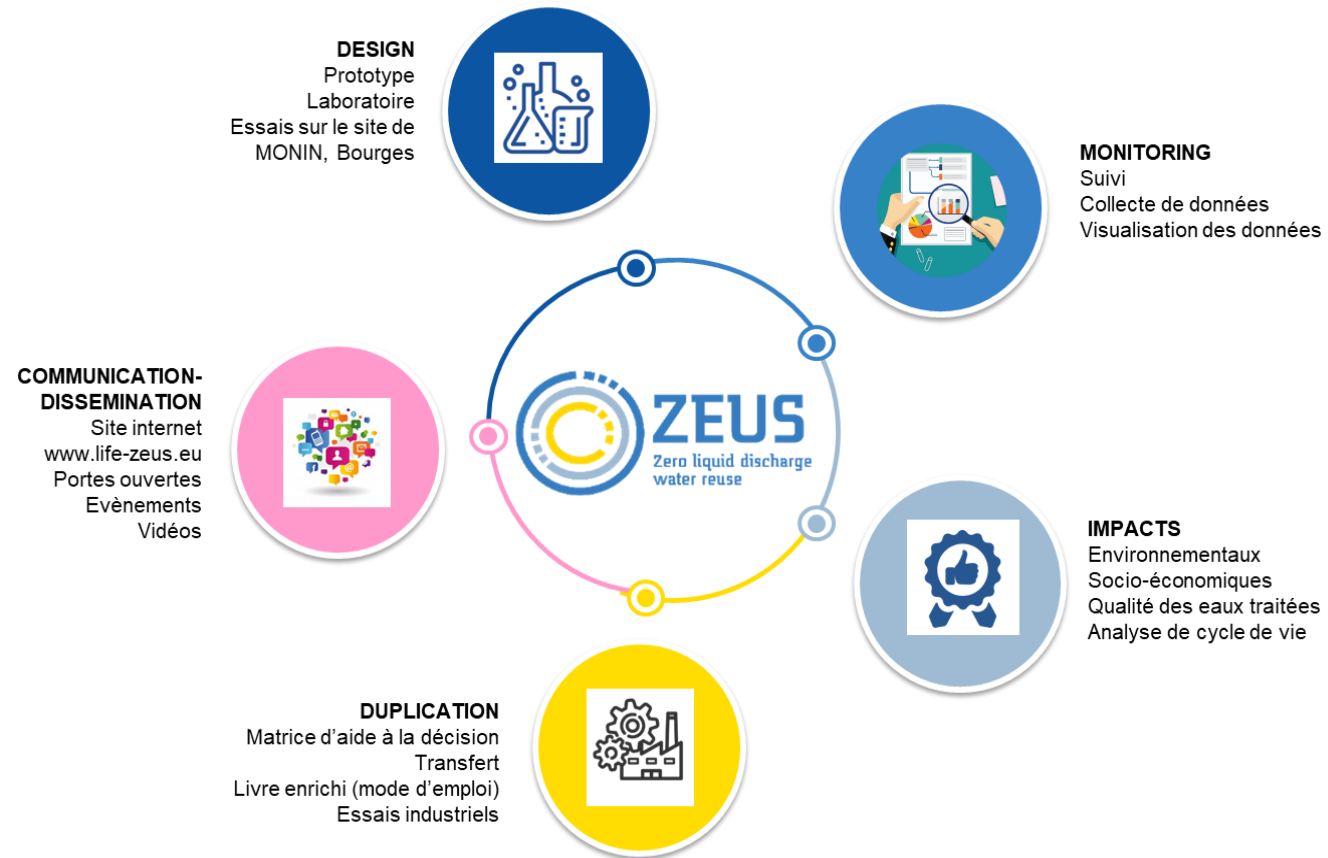 DESIGN
Prototype
Laboratoire
Essais sur le site de
MONIN, Bourges
MONITORING
Suivi
Collecte de données
Visualisation des données
COMMUNICATION-
DISSEMINATION
Site internet
www.life-zeus.eu
Portes ouvertes
Evènements
Vidéos
ZEUS
Zero liquid discharge
water reuse
IMPACTS
Environnementaux
Socio-économiques
Qualité des eaux traitées
Analyse de cycle de vie
DUPLICATION
Matrice d'aide à la décision
Transfert
Livre enrichi (mode d'emploi)
Essais industriels